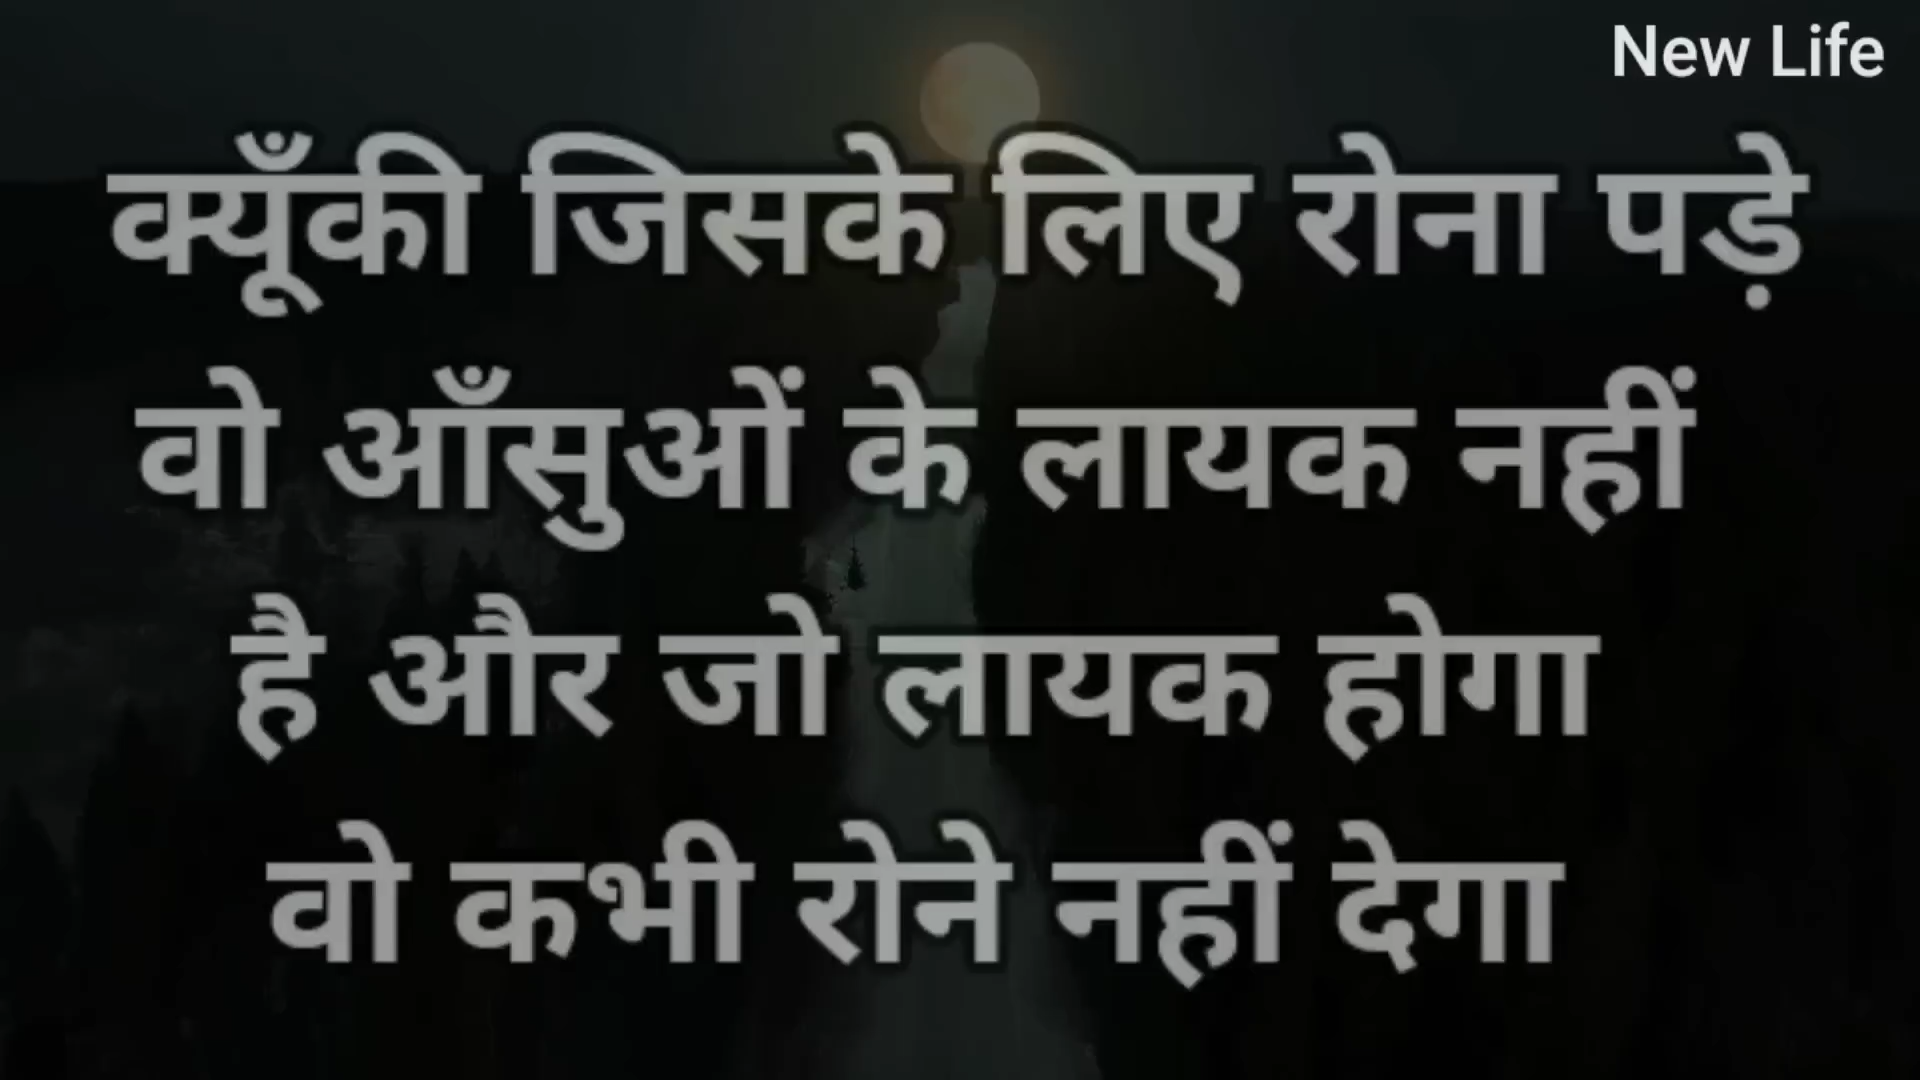 New Life
क्यूँकी जिसके लिए रोना पड़े
वो आँसुओं के लायक नहीं
है और जो लायक होगा
वो कभी रोने नहीं देगा